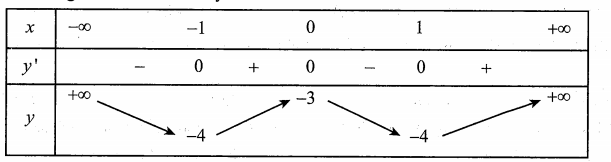 x −∞ −1 0 1 +∞
y' − 0 + 0 − 0 +
+∞ −3 +∞
y
−4 −4